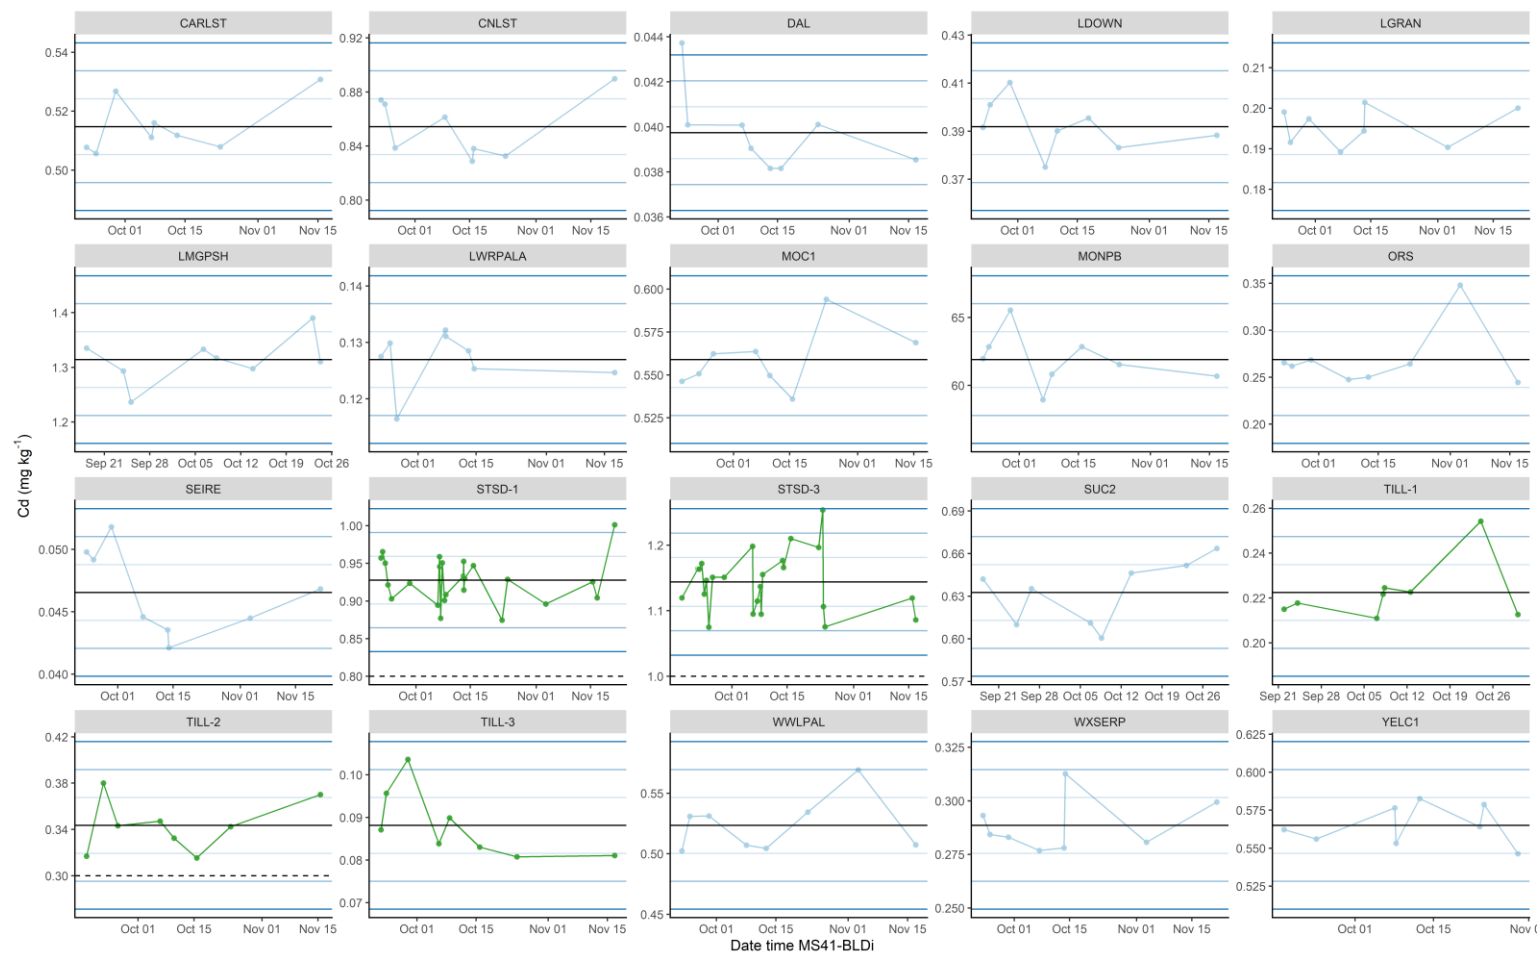 CARLST CNLST DAL LDOWN LGRAN
0.54 0.52 0.50
0.92 0.88 0.84 0.80
0.044 0.042 0.040 0.038 0.036
0.43 0.41 0.39 0.37
0.21 0.20 0.19 0.18
Oct 01 Oct 15 Nov 01 Nov 15
Oct 01 Oct 15 Nov 01 Nov 15
Oct 01 Oct 15 Nov 01 Nov 15
Oct 01 Oct 15 Nov 01 Nov 15
Oct 01 Oct 15 Nov 01 Nov 15
LMGPSH LWRPALA MOC1 MONPB ORS
1.4 1.3 1.2
0.14 0.13 0.12
0.600 0.575 0.550 0.525
65 60
0.35 0.30 0.25 0.20
Sep 21 Sep 28 Oct 05 Oct 12 Oct 19 Oct 26
Oct 01 Oct 15 Nov 01 Nov 15
Oct 01 Oct 15 Nov 01 Nov 15
Oct 01 Oct 15 Nov 01 Nov 15
Oct 01 Oct 15 Nov 01 Nov 15
Cd (mg kg⁻¹)
SEIRE STSD-1 STSD-3 SUC2 TILL-1
0.050 0.045 0.040
1.00 0.95 0.90 0.85 0.80
1.2 1.1 1.0
0.69 0.66 0.63 0.60 0.57
0.26 0.24 0.22 0.20
Oct 01 Oct 15 Nov 01 Nov 15
Oct 01 Oct 15 Nov 01 Nov 15
Oct 01 Oct 15 Nov 01 Nov 15
Sep 21 Sep 28 Oct 05 Oct 12 Oct 19 Oct 26
Sep 21 Sep 28 Oct 05 Oct 12 Oct 19 Oct 26
TILL-2 TILL-3 WWLPAL WXSERP YELC1
0.42 0.38 0.34 0.30
0.10 0.09 0.08 0.07
0.55 0.50 0.45
0.325 0.300 0.275 0.250
0.625 0.600 0.575 0.550 0.525
Oct 01 Oct 15 Nov 01 Nov 15
Oct 01 Oct 15 Nov 01 Nov 15
Oct 01 Oct 15 Nov 01 Nov 15
Oct 01 Oct 15 Nov 01 Nov 15
Oct 01 Oct 15 Nov
Date time MS41-BLDi